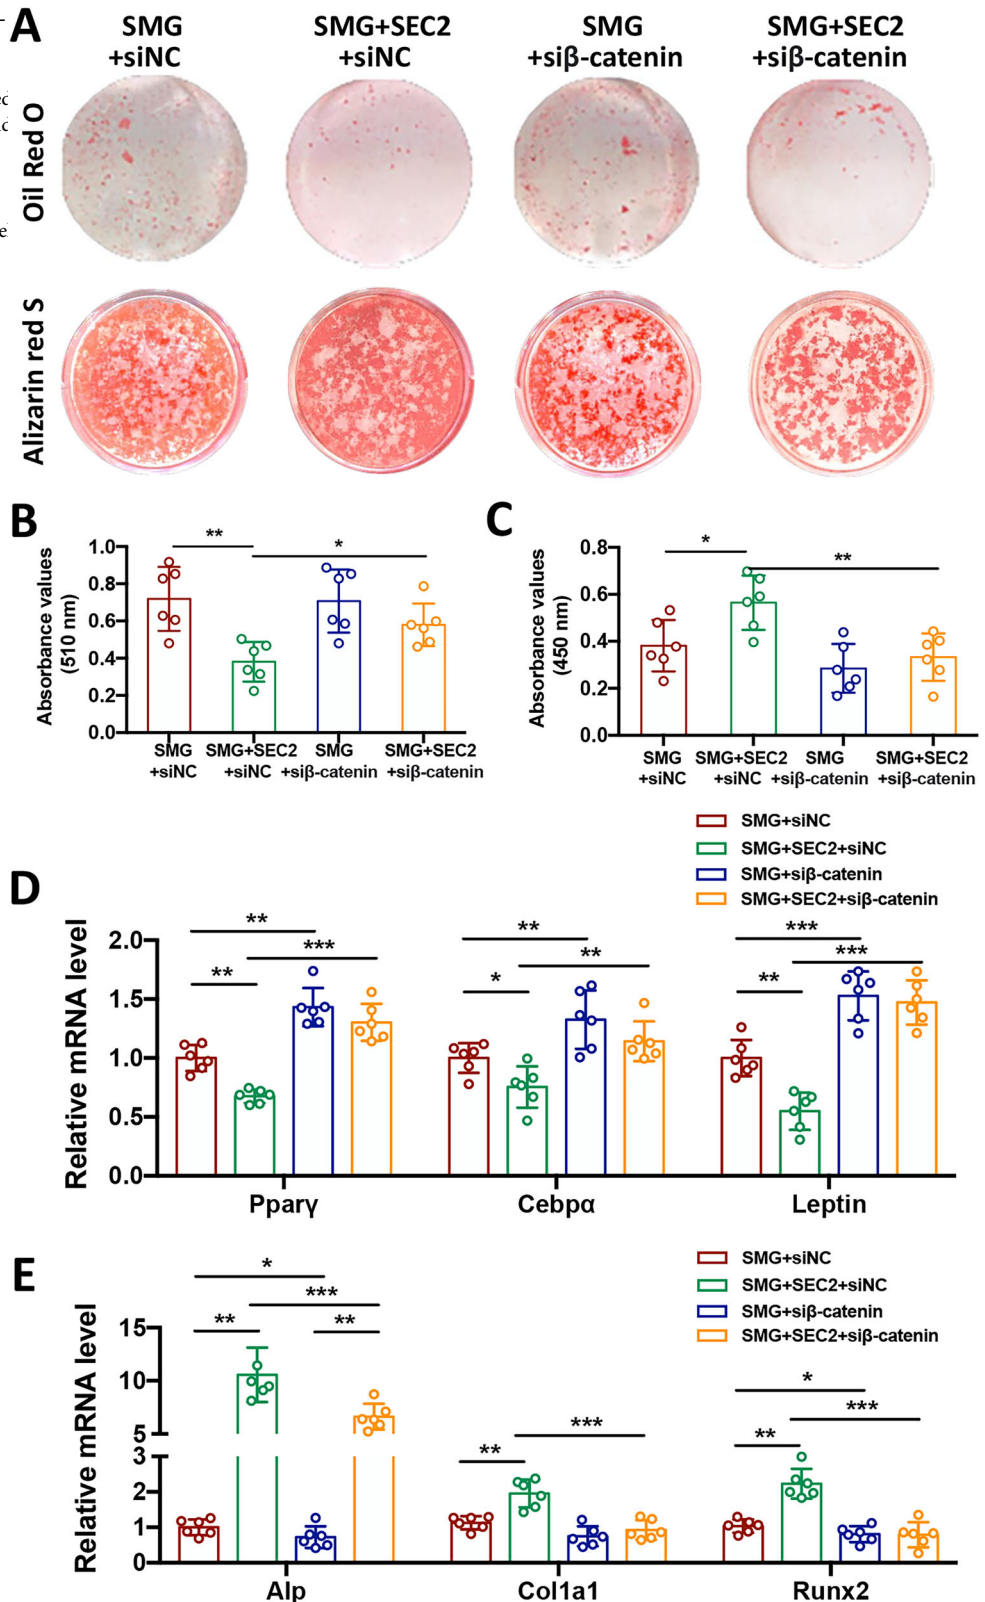 A
SMG
+siNC
SMG+SEC2
+siNC
SMG
+siβ-catenin
SMG+SEC2
+siβ-catenin
Oil Red O
Alizarin red S
B
Absorbance values
(510 nm)
1.0
0.8
0.6
0.4
0.2
0.0
**
*
SMG
+siNC
SMG+SEC2
+siNC
SMG
+siβ-catenin
SMG+SEC2
+siβ-catenin
C
Absorbance values
(450 nm)
0.8
0.6
0.4
0.2
0.0
*
**
SMG
+siNC
SMG+SEC2
+siNC
SMG
+siβ-catenin
SMG+SEC2
+siβ-catenin
SMG+siNC
SMG+SEC2+siNC
SMG+siβ-catenin
SMG+SEC2+siβ-catenin
D
Relative mRNA level
2.0
1.5
1.0
0.5
0.0
**
***
**
**
**
*
***
***
**
Pparγ
Cebpα
Leptin
SMG+siNC
SMG+SEC2+siNC
SMG+siβ-catenin
SMG+SEC2+siβ-catenin
E
Relative mRNA level
Relative mRNA level
15
10
5
3
2
1
0
*
***
**
**
***
**
*
***
**
Alp
Col1a1
Runx2